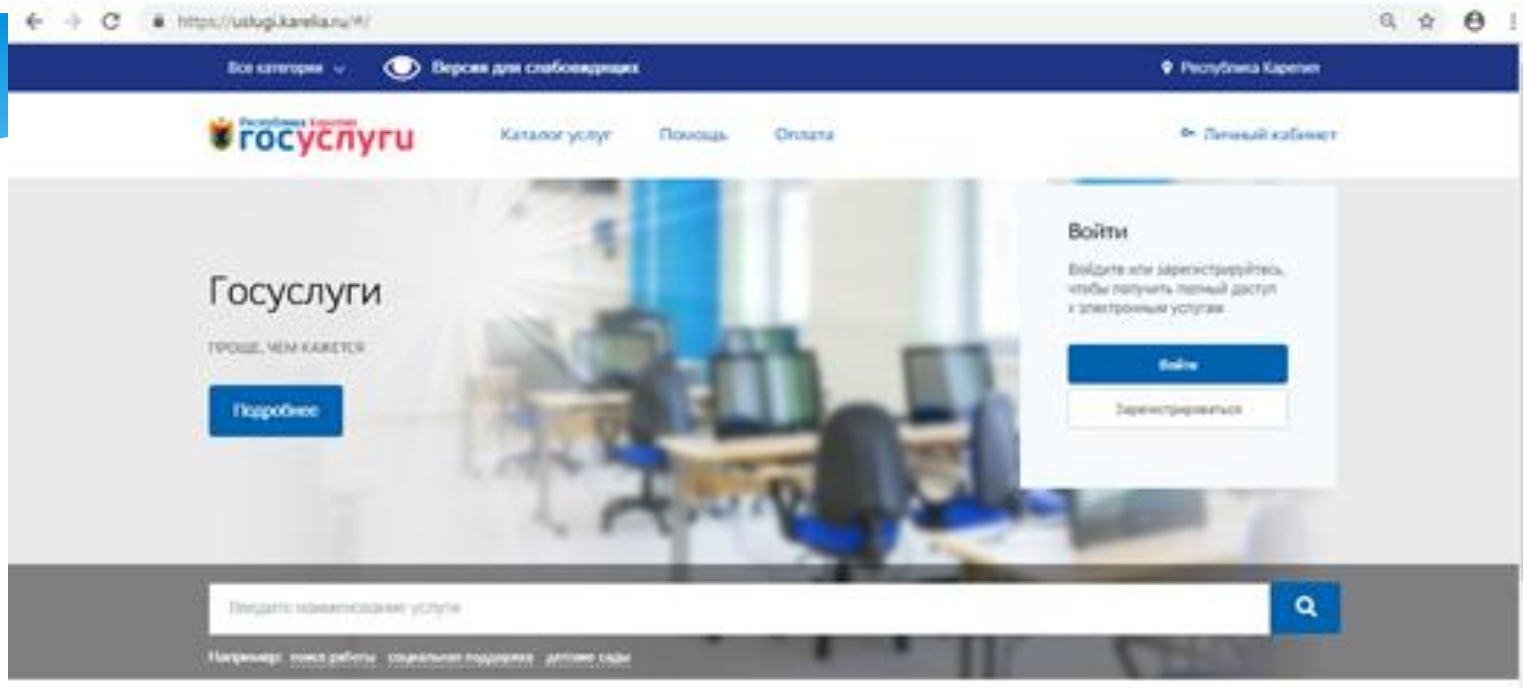 https://uslugi.karelia.ru/#/
Все категории
Версия для слабовидящих
Республика Карелия
Республика Карелия
госуслуги
Каталог услуг
Помощь
Оплата
Личный кабинет
Госуслуги
ПРОЩЕ, ЧЕМ КАЖЕТСЯ
Подробнее
Войти
Войдите или зарегистрируйтесь,
чтобы получить полный доступ
к электронным услугам
Войти
Зарегистрироваться
Введите наименование услуги
Например: поиск работы социальная поддержка детские сады